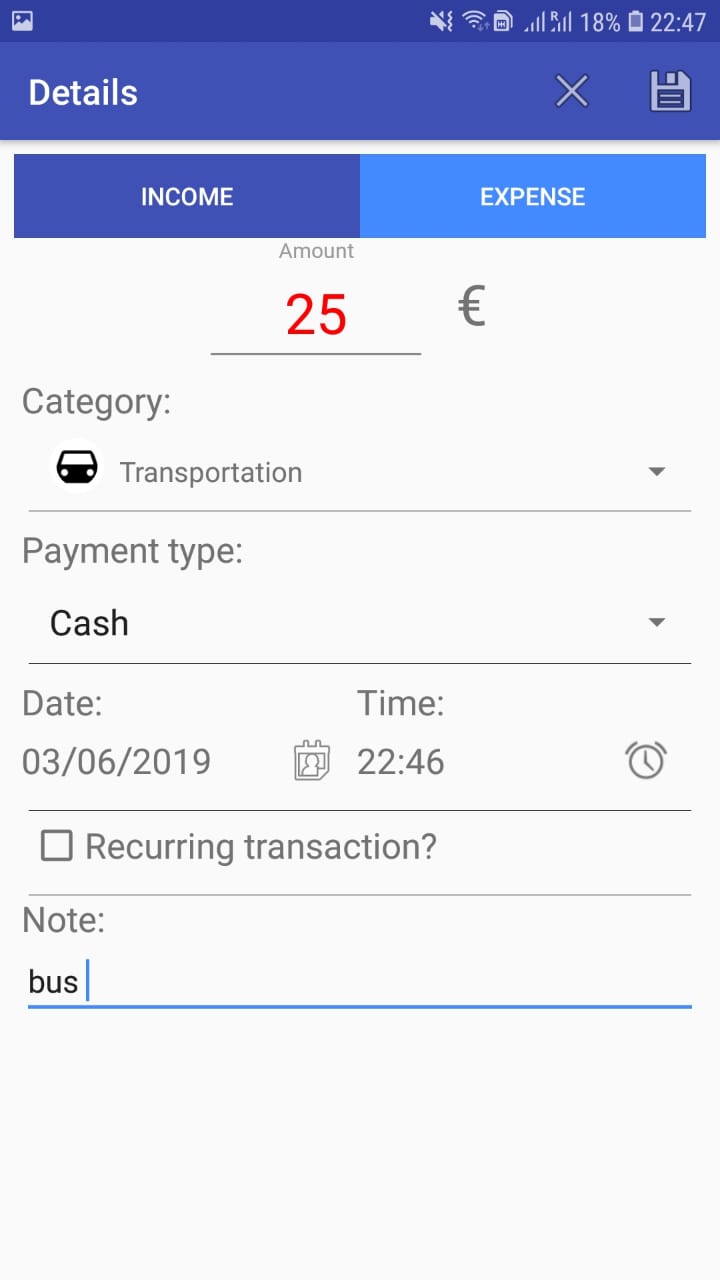 18% 22:47
Details
INCOME EXPENSE
Amount
25 €
Category:
Transportation
Payment type:
Cash
Date: Time:
03/06/2019 22:46
Recurring transaction?
Note:
bus